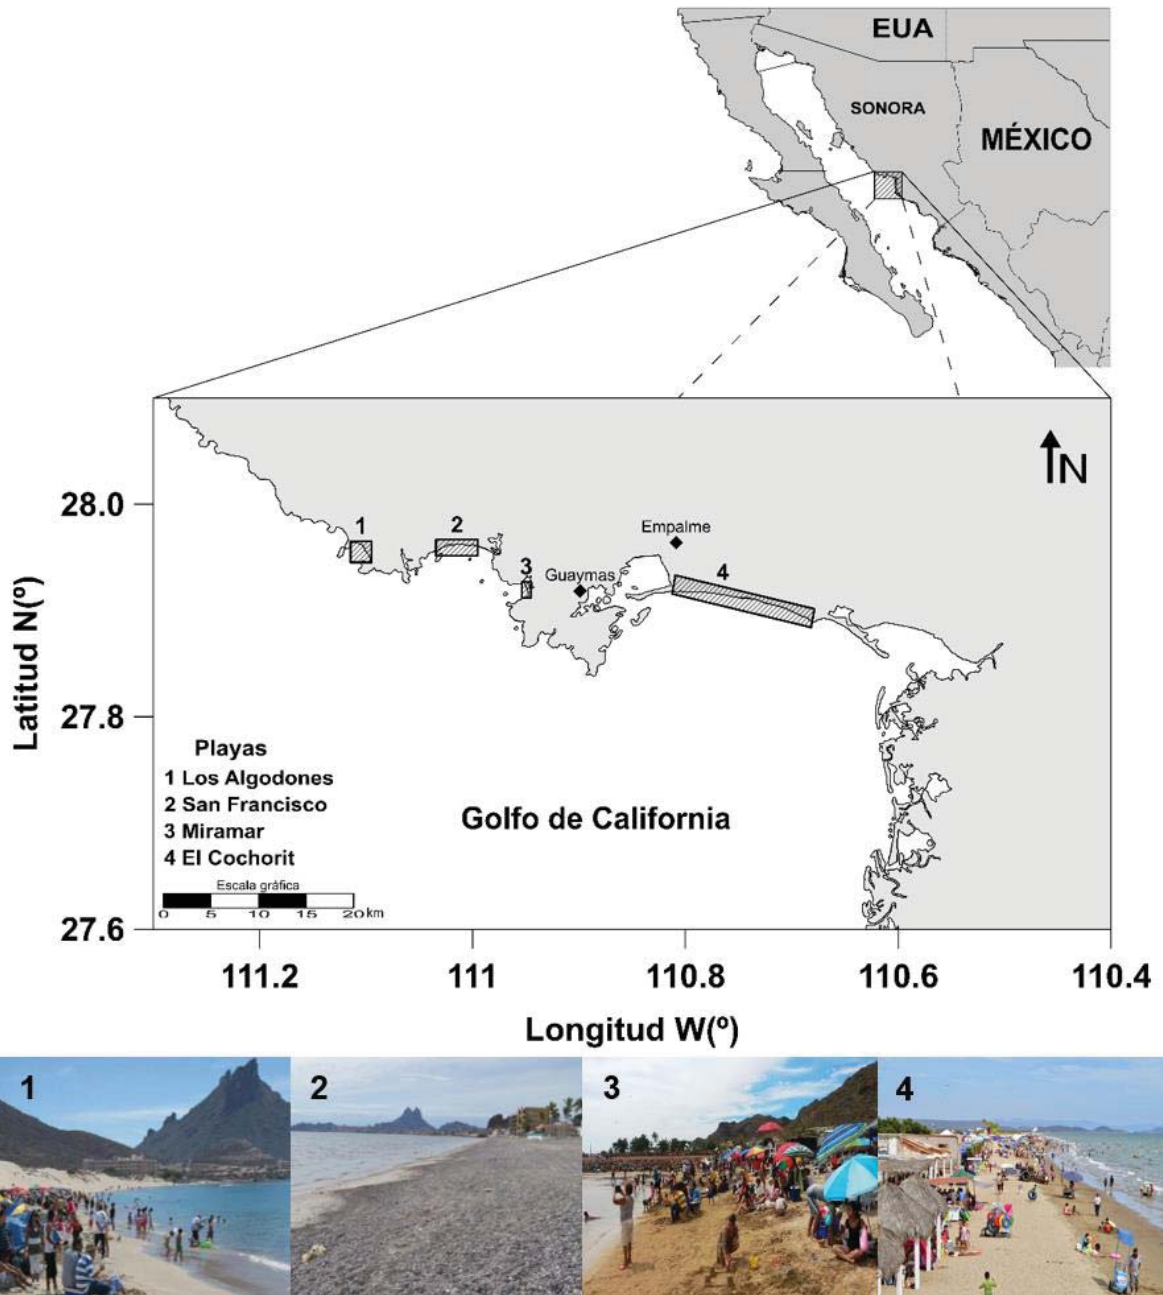 EUA
SONORA
MÉXICO
N
28.0
27.8
27.6
Latitud N(º)
1
2
3
4
Empalme
Guaymas
Playas
1 Los Algodones
2 San Francisco
3 Miramar
4 El Cochorit
Escala gráfica
0 5 10 15 20 km
Golfo de California
111.2 111 110.8 110.6 110.4
Longitud W(º)
1
2
3
4